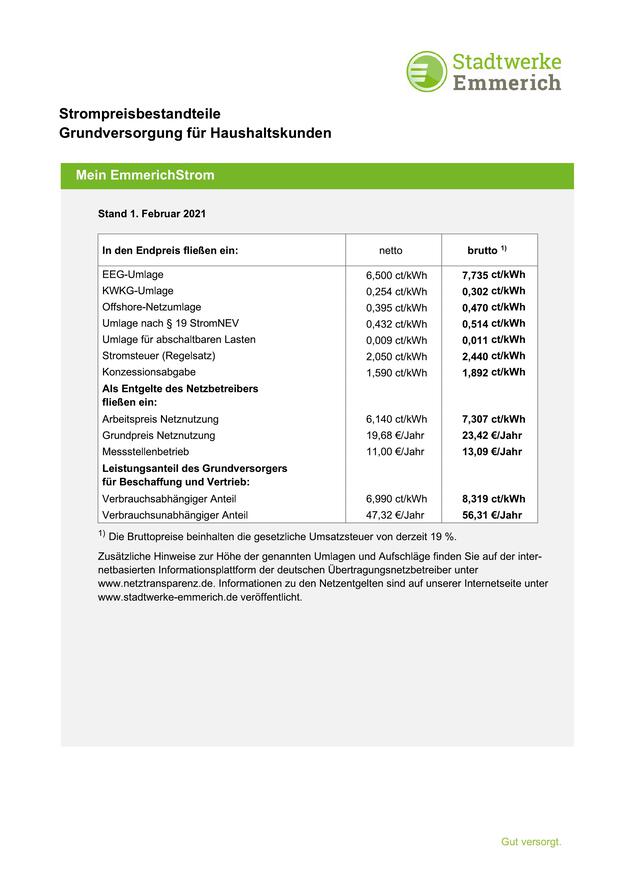 Stadtwerke
Emmerich
Strompreisbestandteile
Grundversorgung für Haushaltskunden
Mein EmmerichStrom
Stand 1. Februar 2021
In den Endpreis fließen ein: netto brutto 1)
EEG-Umlage 6,500 ct/kWh 7,735 ct/kWh
KWKG-Umlage 0,254 ct/kWh 0,302 ct/kWh
Offshore-Netzumlage 0,395 ct/kWh 0,470 ct/kWh
Umlage nach § 19 StromNEV 0,432 ct/kWh 0,514 ct/kWh
Umlage für abschaltbaren Lasten 0,009 ct/kWh 0,011 ct/kWh
Stromsteuer (Regelsatz) 2,050 ct/kWh 2,440 ct/kWh
Konzessionsabgabe 1,590 ct/kWh 1,892 ct/kWh
Als Entgelte des Netzbetreibers
fließen ein:
Arbeitspreis Netznutzung 6,140 ct/kWh 7,307 ct/kWh
Grundpreis Netznutzung 19,68 €/Jahr 23,42 €/Jahr
Messstellenbetrieb 11,00 €/Jahr 13,09 €/Jahr
Leistungsanteil des Grundversorgers
für Beschaffung und Vertrieb:
Verbrauchsabhängiger Anteil 6,990 ct/kWh 8,319 ct/kWh
Verbrauchsunabhängiger Anteil 47,32 €/Jahr 56,31 €/Jahr
1) Die Bruttopreise beinhalten die gesetzliche Umsatzsteuer von derzeit 19 %.
Zusätzliche Hinweise zur Höhe der genannten Umlagen und Aufschläge finden Sie auf der inter-
netbasierten Informationsplattform der deutschen Übertragungsnetzbetreiber unter
www.netztransparenz.de. Informationen zu den Netzentgelten sind auf unserer Internetseite unter
www.stadtwerke-emmerich.de veröffentlicht.
Gut versorgt.